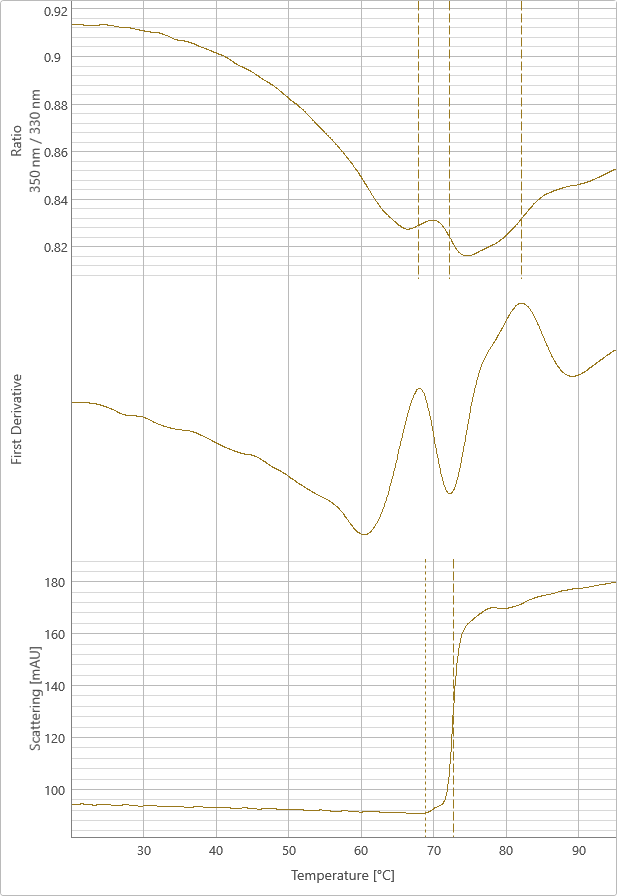 0.92
0.9
0.88
0.86
0.84
0.82
Ratio
350 nm / 330 nm
First Derivative
180
160
140
120
100
Scattering [mAU]
30 40 50 60 70 80 90
Temperature [°C]